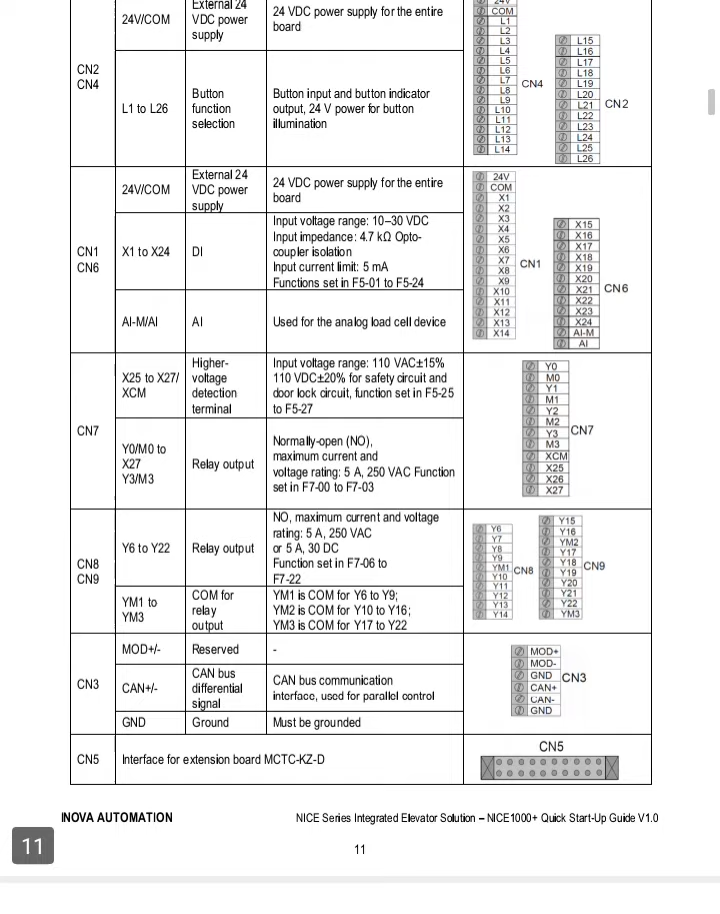 CN2
CN4
24V/COM
External 24
VDC power
supply
24 VDC power supply for the entire
board
L1 to L26
Button
function
selection
Button input and button indicator
output, 24 V power for button
illumination
24V
COM
L1
L2
L3
L4
L5
L6
L7
L8
L9
L10
L11
L12
L13
L14
CN4
L15
L16
L17
L18
L19
L20
L21
L22
L23
L24
L25
L26
CN2
CN1
CN6
24V/COM
External 24
VDC power
supply
24 VDC power supply for the entire
board
X1 to X24
DI
Input voltage range: 10–30 VDC
Input impedance: 4.7 kΩ Opto-
coupler isolation
Input current limit: 5 mA
Functions set in F5-01 to F5-24
AI-M/AI
AI
Used for the analog load cell device
24V
COM
X1
X2
X3
X4
X5
X6
X7
X8
X9
X10
X11
X12
X13
X14
CN1
X15
X16
X17
X18
X19
X20
X21
X22
X23
X24
AI-M
AI
CN6
CN7
X25 to X27/
XCM
Higher-
voltage
detection
terminal
Input voltage range: 110 VAC±15%
110 VDC±20% for safety circuit and
door lock circuit, function set in F5-25
to F5-27
Y0/M0 to
X27
Y3/M3
Relay output
Normally-open (NO),
maximum current and
voltage rating: 5 A, 250 VAC Function
set in F7-00 to F7-03
Y0
M0
Y1
M1
Y2
M2
Y3
M3
XCM
X25
X26
X27
CN7
CN8
CN9
Y6 to Y22
Relay output
NO, maximum current and voltage
rating: 5 A, 250 VAC
or 5 A, 30 DC
Function set in F7-06 to
F7-22
YM1 to
YM3
COM for
relay
output
YM1 is COM for Y6 to Y9;
YM2 is COM for Y10 to Y16;
YM3 is COM for Y17 to Y22
Y6
Y7
Y8
Y9
YM1
Y10
Y11
Y12
Y13
Y14
CN8
Y15
Y16
YM2
Y17
Y18
Y19
Y20
Y21
Y22
YM3
CN9
CN3
MOD+/-
Reserved
-
CAN+/-
CAN bus
differential
signal
CAN bus communication
interface, used for parallel control
GND
Ground
Must be grounded
MOD+
MOD-
GND
CAN+
CAN-
GND
CN3
CN5
Interface for extension board MCTC-KZ-D
CN5
INOVA AUTOMATION
NICE Series Integrated Elevator Solution – NICE1000+ Quick Start-Up Guide V1.0
11
11